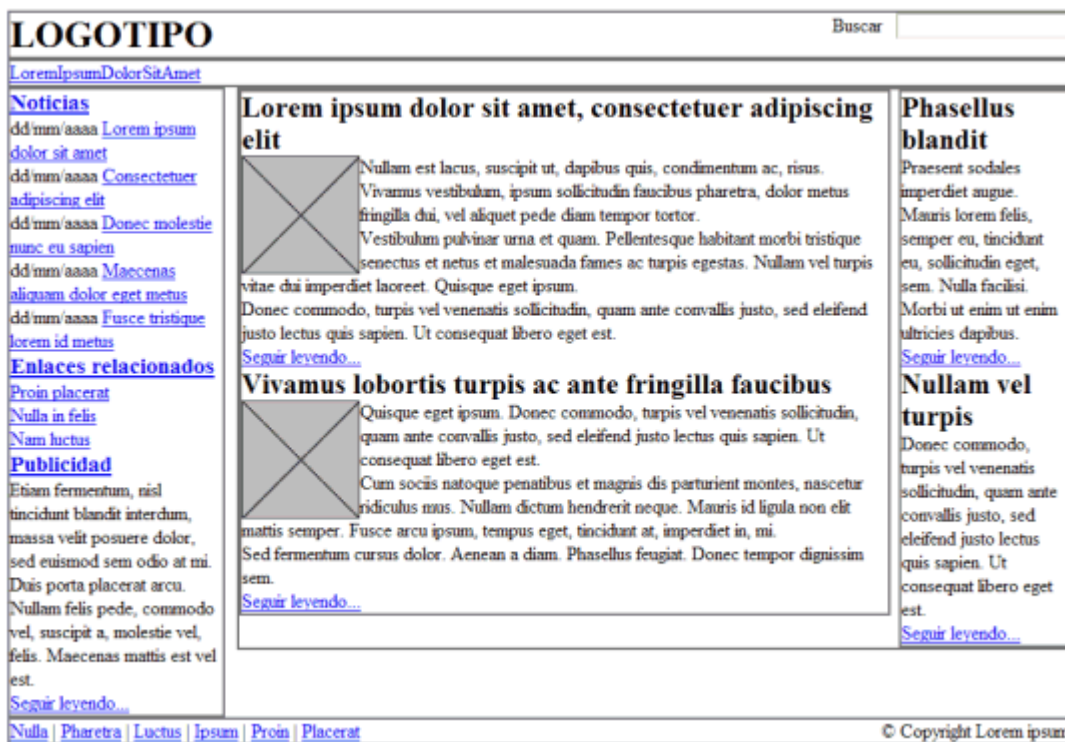 LOGOTIPO
Buscar
LoremIpsumDolorSitAmet
Noticias
dd/mm/aaaa Lorem ipsum
dolor sit amet
dd/mm/aaaa Consectetuer
adipiscing elit
dd/mm/aaaa Donec molestie
nunc eu sapien
dd/mm/aaaa Maecenas
aliquam dolor eget metus
dd/mm/aaaa Fusce tristique
lorem id metus
Enlaces relacionados
Proin placerat
Nulla in felis
Nam luctus
Publicidad
Etiam fermentum, nisl
tincidunt blandit interdum,
massa velit posuere dolor,
sed euismod sem odio at mi.
Duis porta placerat arcu.
Nullam felis pede, commodo
vel, suscipit a, molestie vel,
felis. Maecenas mattis est vel
est.
Seguir leyendo...
Lorem ipsum dolor sit amet, consectetuer adipiscing
elit
Nullam est lacus, suscipit ut, dapibus quis, condimentum ac, risus.
Vivamus vestibulum, ipsum sollicitudin faucibus pharetra, dolor metus
fringilla dui, vel aliquet pede diam tempor tortor.
Vestibulum pulvinar urna et quam. Pellentesque habitant morbi tristique
senectus et netus et malesuada fames ac turpis egestas. Nullam vel turpis
vitae dui imperdiet laoreet. Quisque eget ipsum.
Donec commodo, turpis vel venenatis sollicitudin, quam ante convallis justo, sed eleifend
justo lectus quis sapien. Ut consequat libero eget est.
Seguir leyendo...
Vivamus lobortis turpis ac ante fringilla faucibus
Quisque eget ipsum. Donec commodo, turpis vel venenatis sollicitudin,
quam ante convallis justo, sed eleifend justo lectus quis sapien. Ut
consequat libero eget est.
Cum sociis natoque penatibus et magnis dis parturient montes, nascetur
ridiculus mus. Nullam dictum hendrerit neque. Mauris id ligula non elit
mattis semper. Fusce arcu ipsum, tempus eget, tincidunt at, imperdiet in, mi.
Sed fermentum cursus dolor. Aenean a diam. Phasellus feugiat. Donec tempor dignissim
sem.
Seguir leyendo...
Phasellus
blandit
Praesent sodales
imperdiet augue.
Mauris lorem felis,
semper eu, tincidunt
eu, sollicitudin eget,
sem. Nulla facilisi.
Morbi ut enim ut enim
ultricies dapibus.
Seguir leyendo...
Nullam vel
turpis
Donec commodo,
turpis vel venenatis
sollicitudin, quam ante
convallis justo, sed
eleifend justo lectus
quis sapien. Ut
consequat libero eget
est.
Seguir leyendo...
Nulla | Pharetra | Luctus | Ipsum | Proin | Placerat
© Copyright Lorem ipsum